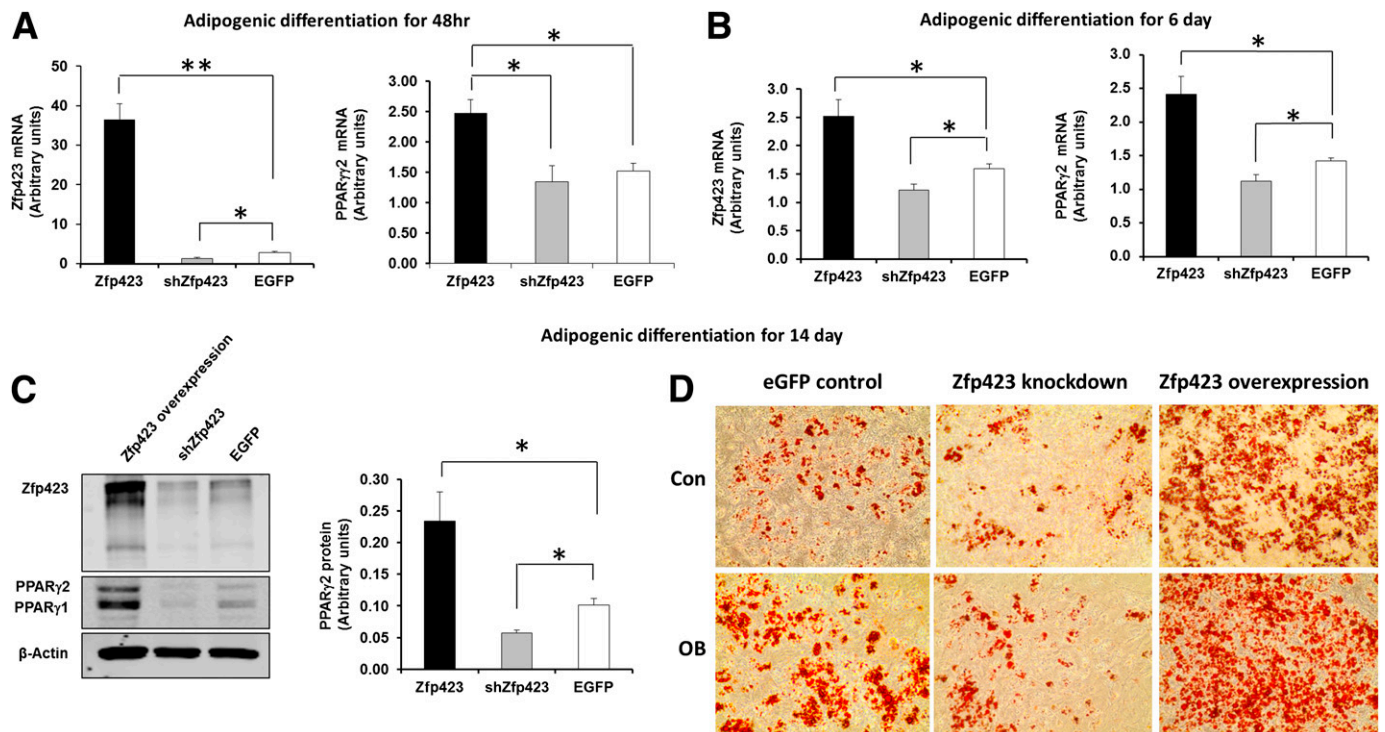 A
Adipogenic differentiation for 48hr
Zfp423 mRNA
(Arbitrary units)
50
40
30
20
10
0
**
*
Zfp423 shZfp423 EGFP
PPARγγ2 mRNA
(Arbitrary units)
3.00
2.50
2.00
1.50
1.00
0.50
0.00
*
*
Zfp423 shZfp423 EGFP
B
Adipogenic differentiation for 6 day
Zfp423 mRNA
(Arbitrary units)
3.5
3.0
2.5
2.0
1.5
1.0
0.5
0.0
*
*
Zfp423 shZfp423 EGFP
PPARγ2 mRNA
(Arbitrary units)
3.0
2.5
2.0
1.5
1.0
0.5
0.0
*
*
Zfp423 shZfp423 EGFP
Adipogenic differentiation for 14 day
C
Zfp423 overexpression
shZfp423
EGFP
Zfp423
PPARγ2
PPARγ1
β-Actin
PPARγ2 protein
(Arbitrary units)
0.30
0.25
0.20
0.15
0.10
0.05
0.00
*
*
Zfp423 shZfp423 EGFP
D
eGFP control Zfp423 knockdown Zfp423 overexpression
Con
OB